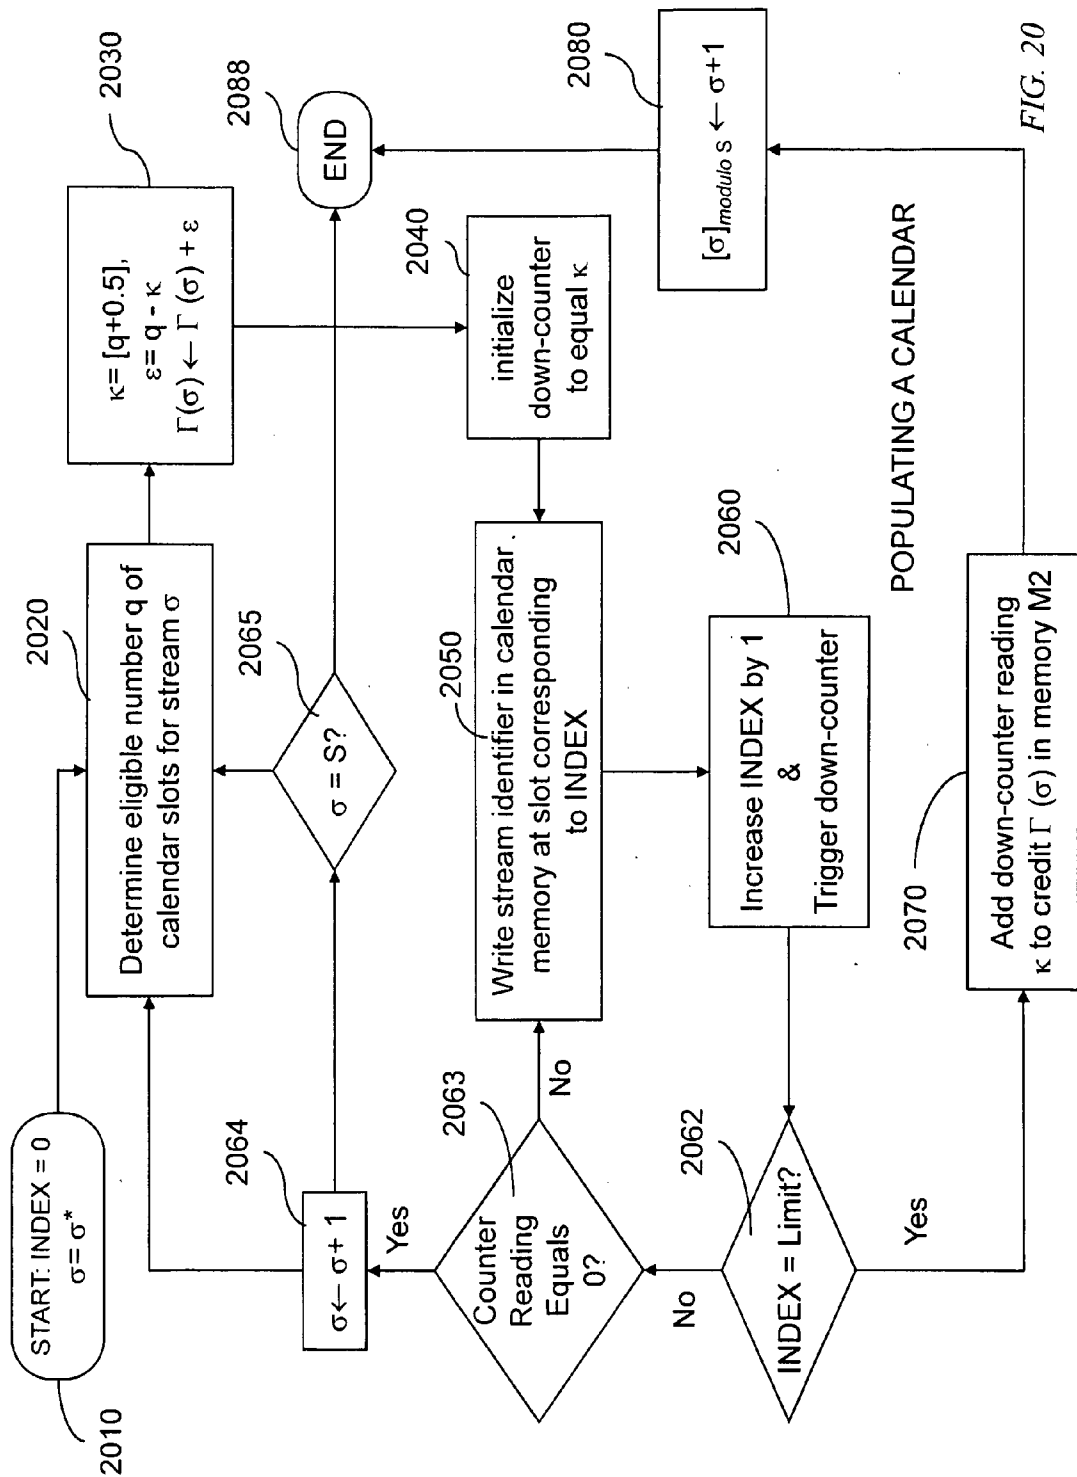 START: INDEX = 0
σ= σ*
2010
Determine eligible number q of
calendar slots for stream σ
2020
κ= [q+0.5],
ε= q - κ
Γ(σ) ← Γ (σ) + ε
2030
σ← σ+ 1
2064
σ = S?
2065
END
2088
Counter
Reading
Equals
0?
2063
Yes
No
Write stream identifier in calendar
memory at slot corresponding
to INDEX
2050
initialize
down-counter
to equal κ
2040
INDEX = Limit?
2062
No
Yes
Increase INDEX by 1
&
Trigger down-counter
2060
[σ]modulo S ← σ+1
2080
POPULATING A CALENDAR
Add down-counter reading
κ to credit Γ (σ) in memory M2
2070
FIG. 20